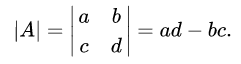 |A| = |a b; c d| = ad − bc.